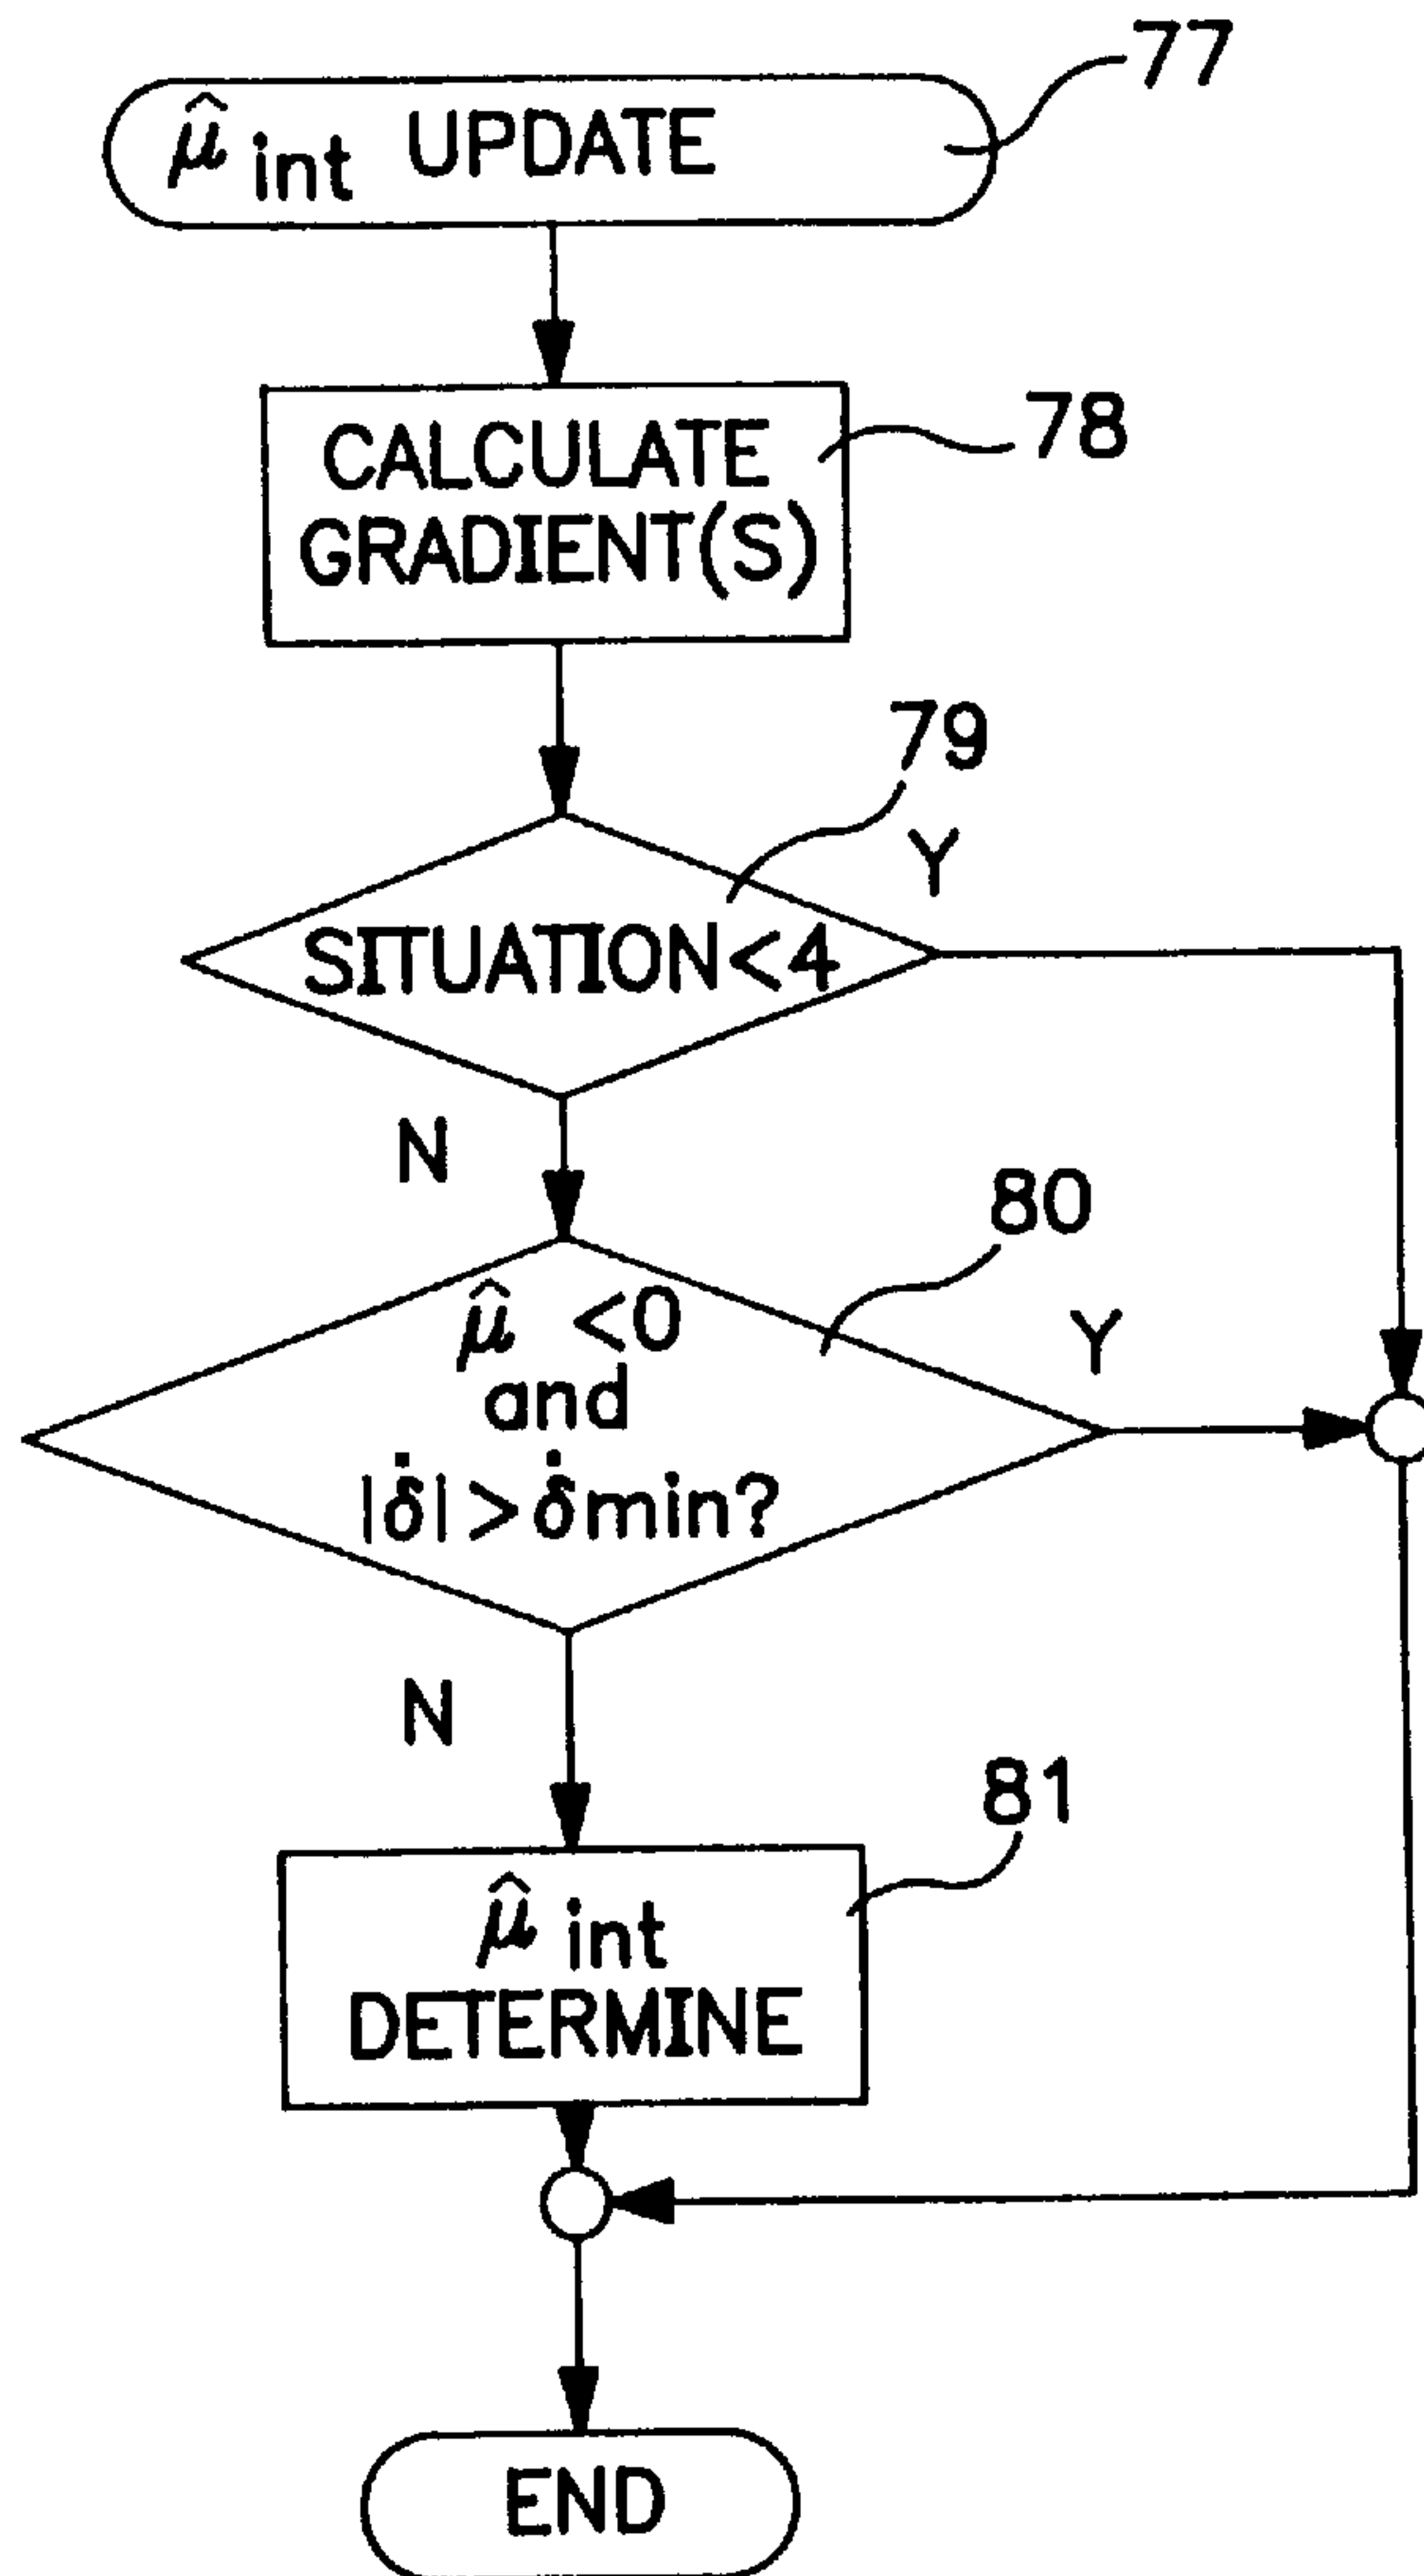 77
μ̂ int UPDATE
78
CALCULATE
GRADIENT(S)
79
Y
SITUATION<4
N
80
μ̂ <0
Y
and
|δ̇|>δ̇min?
N
81
μ̂ int
DETERMINE
END